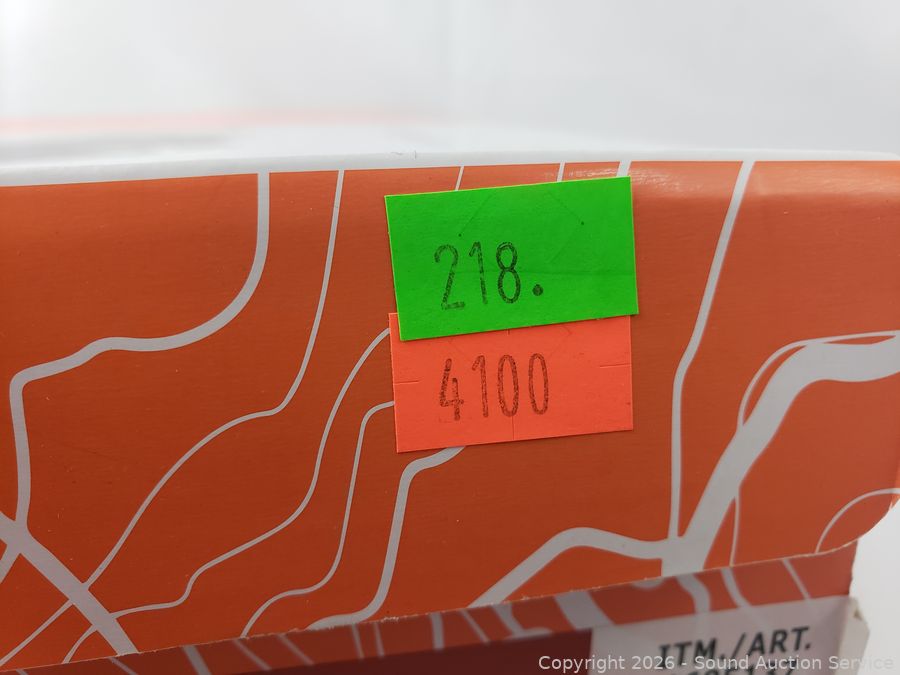 218.
4100
ITM./ART.
Copyright 2026 - Sound Auction Service